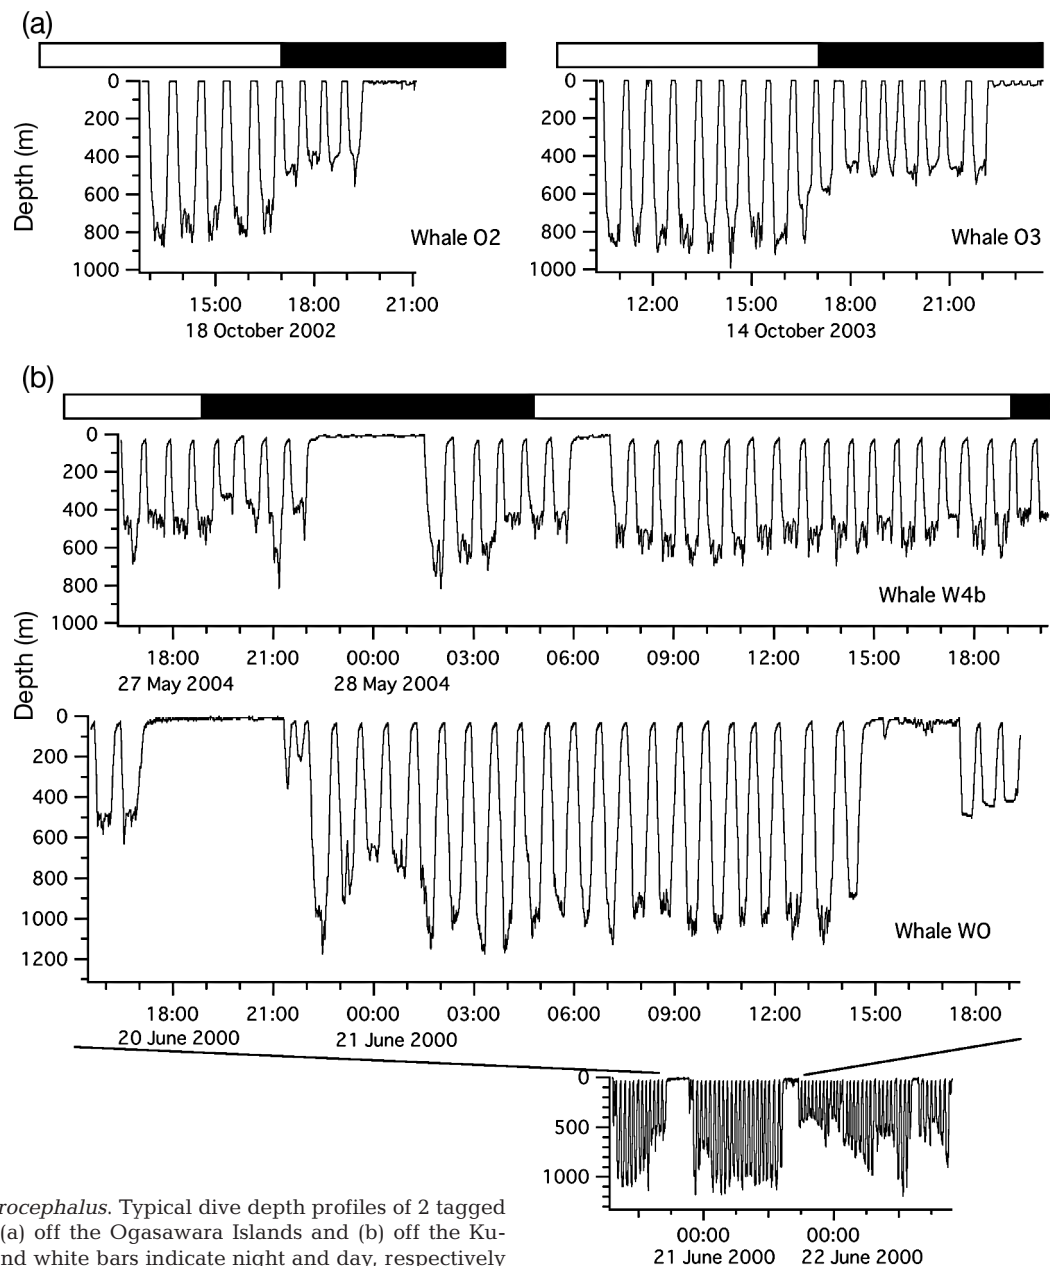 (a)
0
200
400
600
800
1000
Depth (m)
Whale O2
15:00 18:00 21:00
18 October 2002
0
200
400
600
800
1000
Whale O3
12:00 15:00 18:00 21:00
14 October 2003
(b)
0
200
400
600
800
1000
Whale W4b
18:00 21:00 00:00 03:00 06:00 09:00 12:00 15:00 18:00
27 May 2004 28 May 2004
Depth (m)
0
200
400
600
800
1000
1200
Whale WO
18:00 21:00 00:00 03:00 06:00 09:00 12:00 15:00 18:00
20 June 2000 21 June 2000
0
500
1000
00:00 00:00
21 June 2000 22 June 2000
rocephalus. Typical dive depth profiles of 2 tagged
(a) off the Ogasawara Islands and (b) off the Ku-
nd white bars indicate night and day, respectively